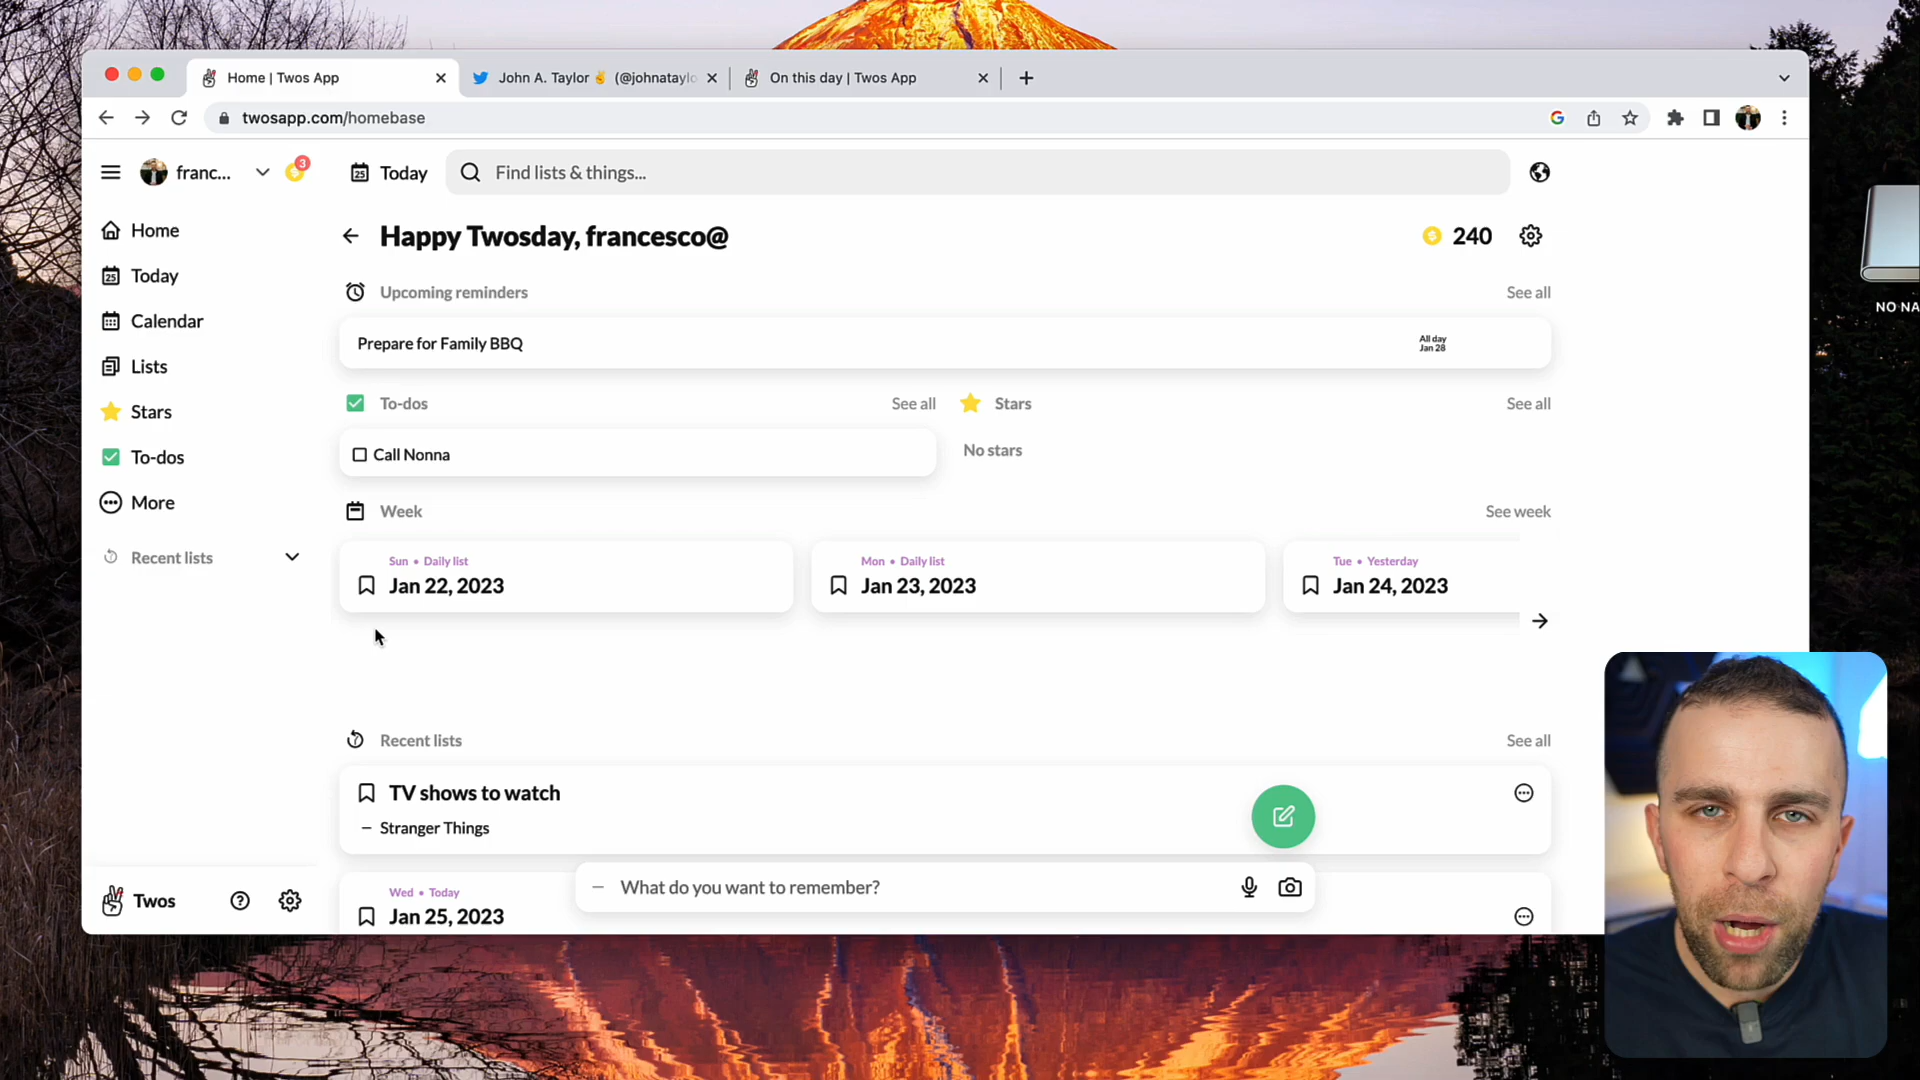 Home | Twos App
John A. Taylor ✌ (@johnataylo
On this day | Twos App
twosapp.com/homebase
franc...
3
25
Today
Find lists & things...
Home
25
Today
Calendar
Lists
Stars
To-dos
More
Recent lists
Happy Twosday, francesco@
240
Upcoming reminders
See all
Prepare for Family BBQ
All day
Jan 28
To-dos
See all
Stars
See all
Call Nonna
No stars
Week
See week
Sun • Daily list
Jan 22, 2023
Mon • Daily list
Jan 23, 2023
Tue • Yesterday
Jan 24, 2023
Recent lists
See all
TV shows to watch
– Stranger Things
Wed • Today
Jan 25, 2023
– What do you want to remember?
Twos
NO NA